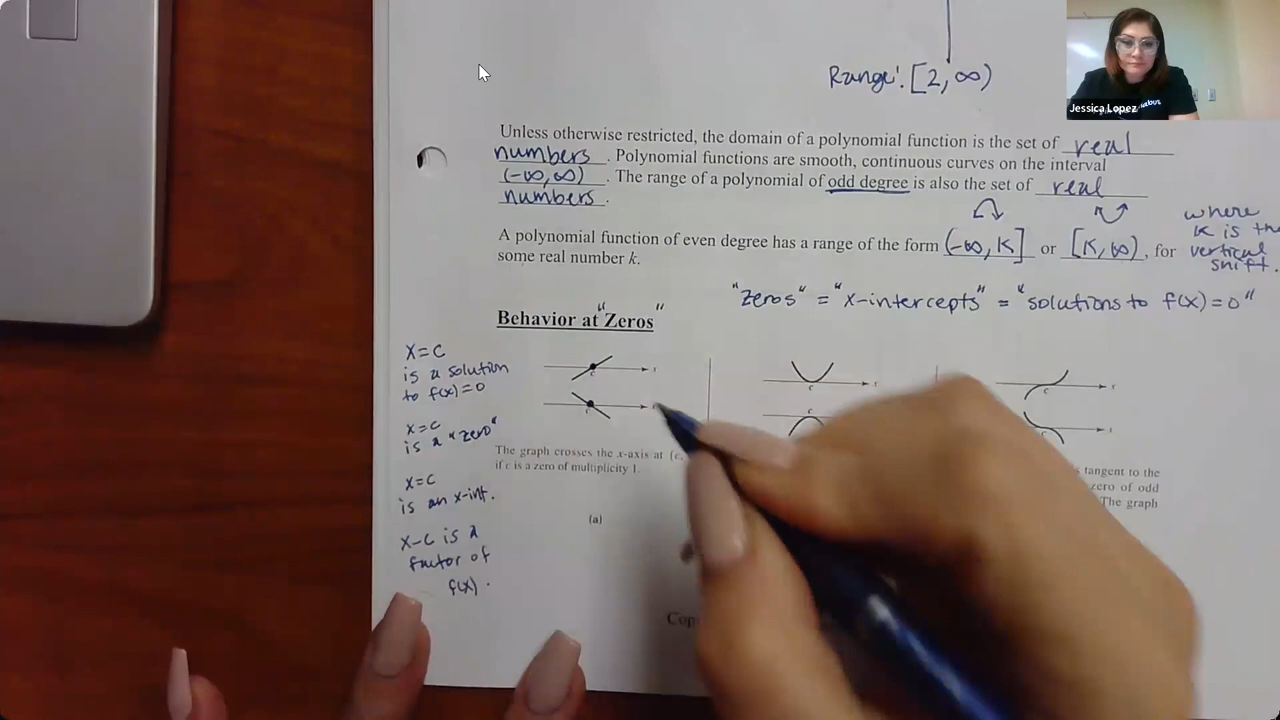 Range: [2, ∞)
Jessica Lopez
Unless otherwise restricted, the domain of a polynomial function is the set of real
numbers. Polynomial functions are smooth, continuous curves on the interval
(-∞, ∞). The range of a polynomial of odd degree is also the set of real
numbers.
A polynomial function of even degree has a range of the form (-∞, K] or [K, ∞), for
some real number k.
where
K is the
vertical
shift.
"zeros" = "x-intercepts" = "solutions to f(x)=0"
Behavior at "Zeros"
x=c
is a solution
to f(x)=0
x=c
is a "zero"
x=c
is an x-int.
x-c is a
factor of
f(x).
c
x
c
c
x
c
c
x
The graph crosses the x-axis at (c,
if c is a zero of multiplicity 1.
(a)
tangent to the
zero of odd
The graph